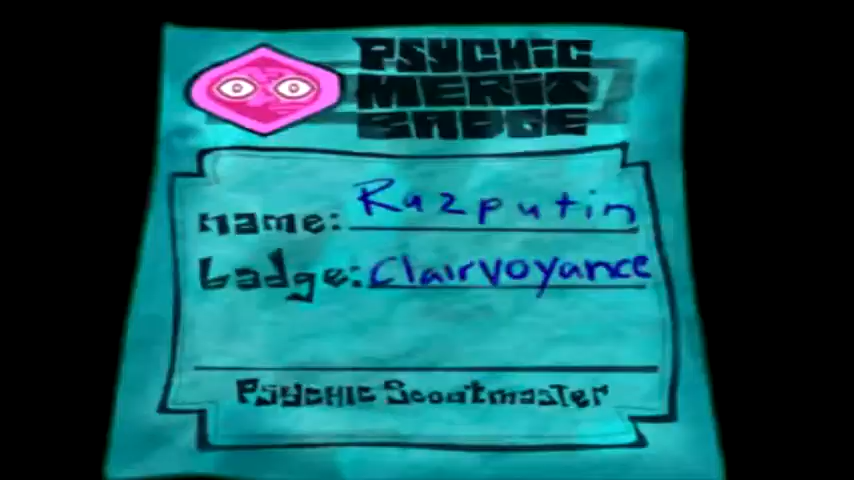 PSYCHIC
MERIT
BADGE
name: Razputin
badge: Clairvoyance
Psychic Scoutmaster